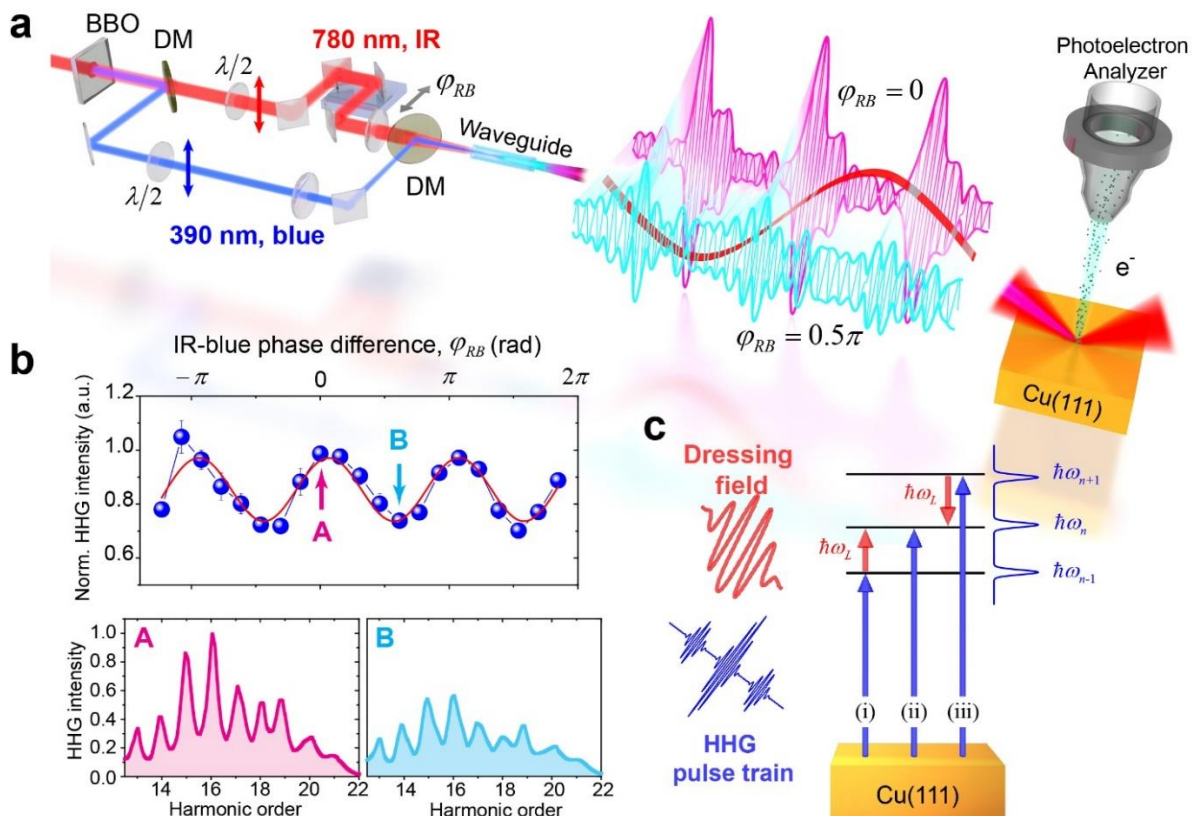 a
BBO
DM
λ/2
780 nm, IR
φ_RB
Waveguide
DM
λ/2
390 nm, blue
φ_RB = 0
φ_RB = 0.5π
Photoelectron
Analyzer
e⁻
Cu(111)
b
IR-blue phase difference, φ_RB (rad)
−π 0 π 2π
Norm. HHG intensity (a.u.)
1.2
1.0
0.8
0.6
A
B
HHG intensity
1.0
0.8
0.6
0.4
0.2
0.0
A
14 16 18 20 22
Harmonic order
B
14 16 18 20 22
Harmonic order
c
Dressing
field
HHG
pulse train
ħω_L
ħω_L
ħω_{n+1}
ħω_n
ħω_{n-1}
(i) (ii) (iii)
Cu(111)